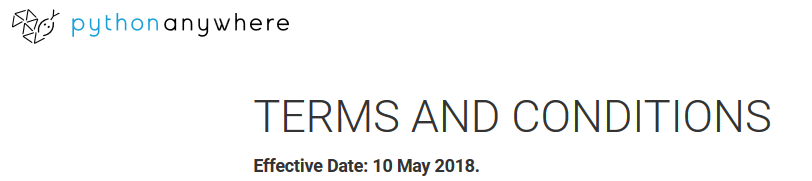 pythonanywhere
TERMS AND CONDITIONS
Effective Date: 10 May 2018.